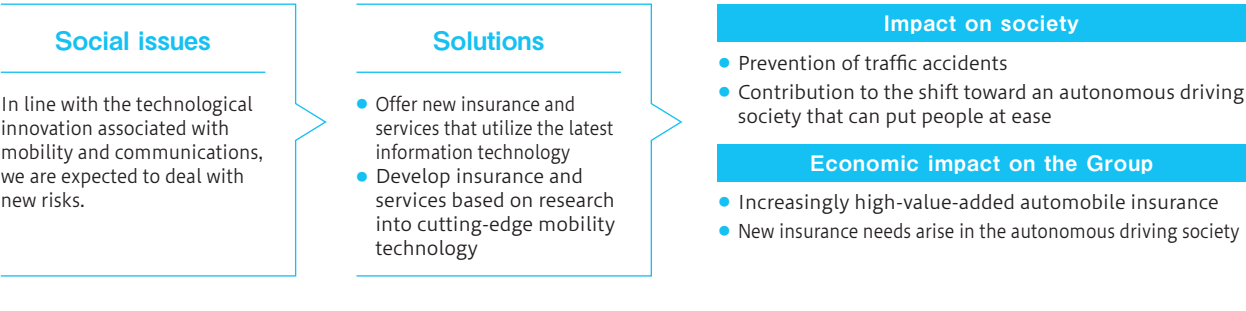 Social issues
In line with the technological
innovation associated with
mobility and communications,
we are expected to deal with
new risks.
Solutions
● Offer new insurance and
services that utilize the latest
information technology
● Develop insurance and
services based on research
into cutting-edge mobility
technology
Impact on society
● Prevention of traffic accidents
● Contribution to the shift toward an autonomous driving
society that can put people at ease
Economic impact on the Group
● Increasingly high-value-added automobile insurance
● New insurance needs arise in the autonomous driving society